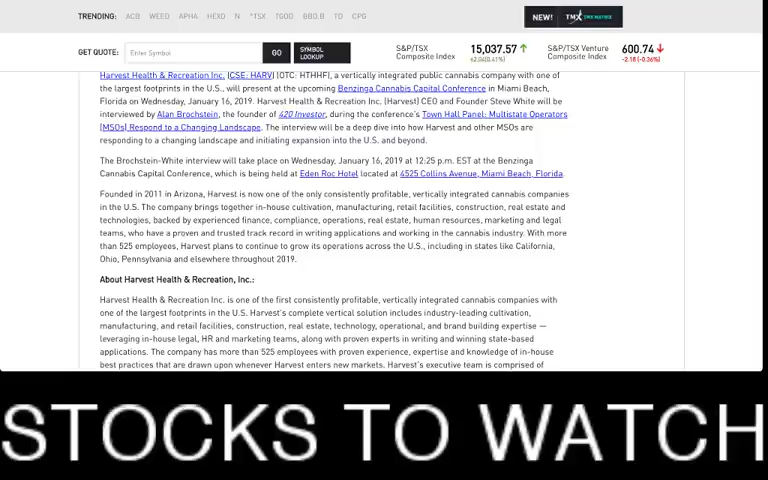 TRENDING: ACB WEED APHA HEXO N ^TSX TGOD BBD.B TD CPG
NEW! TMX TMX MATRIX
GET QUOTE: Enter Symbol GO SYMBOL LOOKUP
S&P/TSX Composite Index 15,037.57
S&P/TSX Venture Composite Index 600.74
-2.18 (-0.36%)
Harvest Health & Recreation Inc. (CSE: HARV) (OTC: HTHHF), a vertically integrated public cannabis company with one of
the largest footprints in the U.S., will present at the upcoming Benzinga Cannabis Capital Conference in Miami Beach,
Florida on Wednesday, January 16, 2019. Harvest Health & Recreation Inc. (Harvest) CEO and Founder Steve White will be
interviewed by Alan Brochstein, the founder of 420 Investor, during the conference's Town Hall Panel: Multistate Operators
(MSOs) Respond to a Changing Landscape. The interview will be a deep dive into how Harvest and other MSOs are
responding to a changing landscape and initiating expansion into the U.S. and beyond.
The Brochstein-White interview will take place on Wednesday, January 16, 2019 at 12:25 p.m. EST at the Benzinga
Cannabis Capital Conference, which is being held at Eden Roc Hotel located at 4525 Collins Avenue, Miami Beach, Florida.
Founded in 2011 in Arizona, Harvest is now one of the only consistently profitable, vertically integrated cannabis companies
in the U.S. The company brings together in-house cultivation, manufacturing, retail facilities, construction, real estate and
technologies, backed by experienced finance, compliance, operations, real estate, human resources, marketing and legal
teams, who have a proven and trusted track record in writing applications and working in the cannabis industry. With more
than 525 employees, Harvest plans to continue to grow its operations across the U.S., including in states like California,
Ohio, Pennsylvania and elsewhere throughout 2019.
About Harvest Health & Recreation, Inc.:
Harvest Health & Recreation Inc. is one of the first consistently profitable, vertically integrated cannabis companies with
one of the largest footprints in the U.S. Harvest's complete vertical solution includes industry-leading cultivation,
manufacturing, and retail facilities, construction, real estate, technology, operational, and brand building expertise —
leveraging in-house legal, HR and marketing teams, along with proven experts in writing and winning state-based
applications. The company has more than 525 employees with proven experience, expertise and knowledge of in-house
best practices that are drawn upon whenever Harvest enters new markets. Harvest's executive team is comprised of
STOCKS TO WATCH